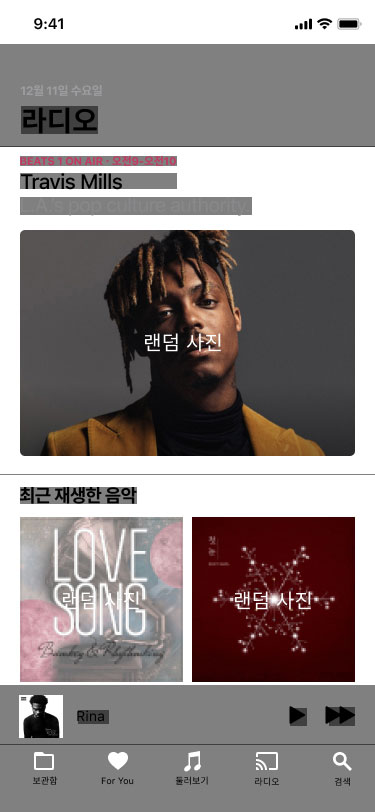 9:41
12월 11일 수요일
라디오
BEATS 1 ON AIR · 오전9-오전10
Travis Mills
L.A.'s pop culture authority.
랜덤 사진
최근 재생한 음악
LOVE
SONG
랜덤 사진
Bumkey & Rhythmking
첫
눈
랜덤 사진
Rina
보관함
For You
둘러보기
라디오
검색